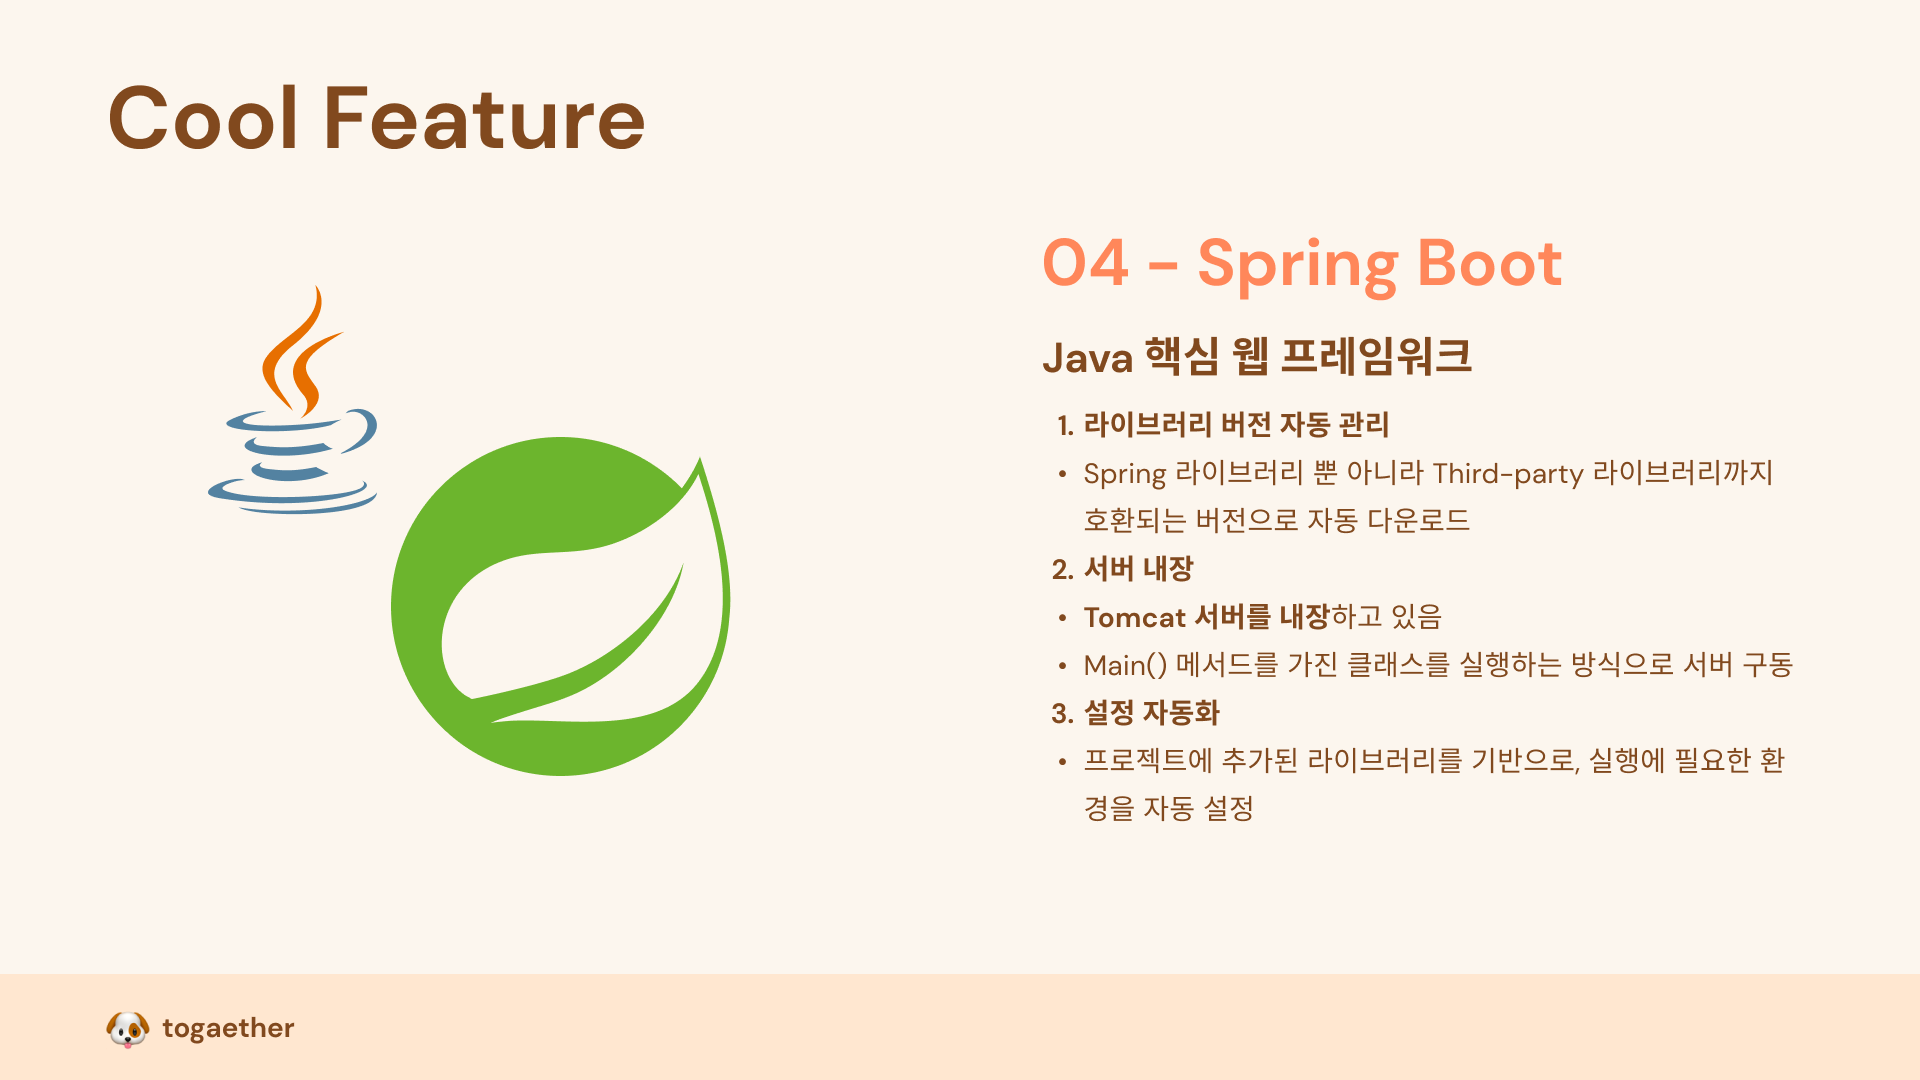 Cool Feature
04 - Spring Boot
Java 핵심 웹 프레임워크
1. 라이브러리 버전 자동 관리
• Spring 라이브러리 뿐 아니라 Third-party 라이브러리까지
호환되는 버전으로 자동 다운로드
2. 서버 내장
• Tomcat 서버를 내장하고 있음
• Main() 메서드를 가진 클래스를 실행하는 방식으로 서버 구동
3. 설정 자동화
• 프로젝트에 추가된 라이브러리를 기반으로, 실행에 필요한 환
경을 자동 설정
togaether